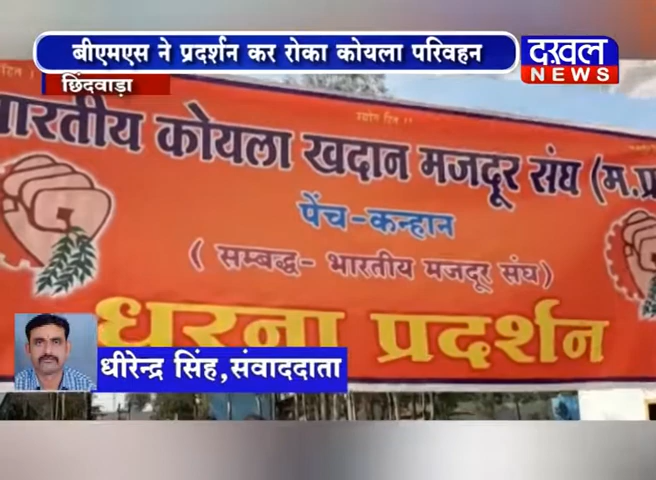 बीएमएस ने प्रदर्शन कर रोका कोयला परिवहन
दख़ल
NEWS
छिंदवाड़ा
भारतीय कोयला खदान मजदूर संघ (म.प्र
पेंच-कन्हान
( सम्बद्ध- भारतीय मजदूर संघ)
धरना प्रदर्शन
धीरेन्द्र सिंह,संवाददाता